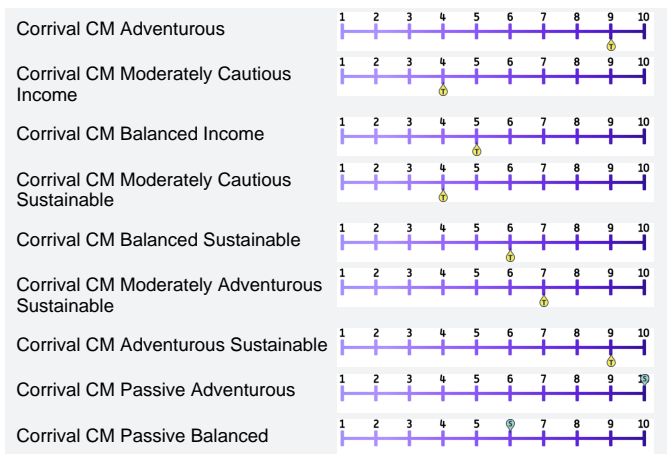 Corrival CM Adventurous
1 2 3 4 5 6 7 8 9 10
T
Corrival CM Moderately Cautious
Income
1 2 3 4 5 6 7 8 9 10
T
Corrival CM Balanced Income
1 2 3 4 5 6 7 8 9 10
T
Corrival CM Moderately Cautious
Sustainable
1 2 3 4 5 6 7 8 9 10
T
Corrival CM Balanced Sustainable
1 2 3 4 5 6 7 8 9 10
T
Corrival CM Moderately Adventurous
Sustainable
1 2 3 4 5 6 7 8 9 10
T
Corrival CM Adventurous Sustainable
1 2 3 4 5 6 7 8 9 10
T
Corrival CM Passive Adventurous
1 2 3 4 5 6 7 8 9 10
S
Corrival CM Passive Balanced
1 2 3 4 5 6 7 8 9 10
S